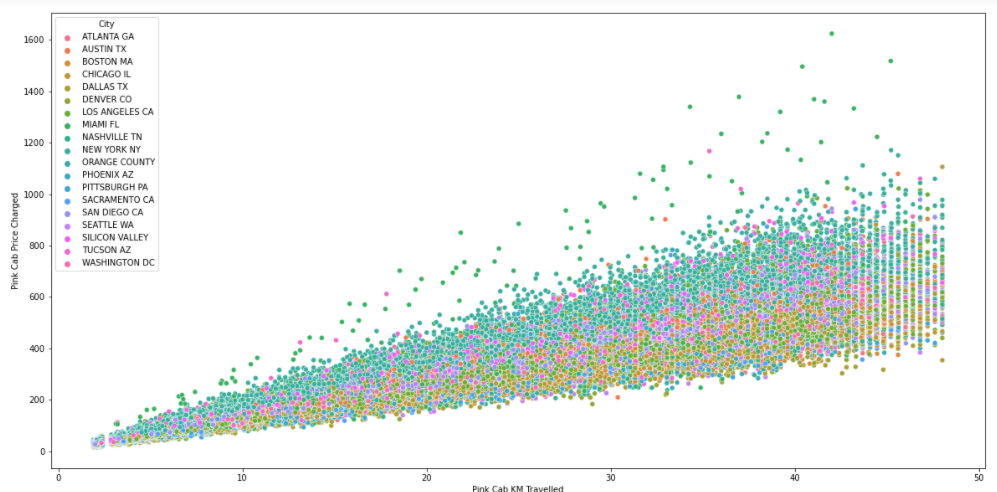 City
ATLANTA GA
AUSTIN TX
BOSTON MA
CHICAGO IL
DALLAS TX
DENVER CO
LOS ANGELES CA
MIAMI FL
NASHVILLE TN
NEW YORK NY
ORANGE COUNTY
PHOENIX AZ
PITTSBURGH PA
SACRAMENTO CA
SAN DIEGO CA
SEATTLE WA
SILICON VALLEY
TUCSON AZ
WASHINGTON DC
Pink Cab Price Charged
1600
1400
1200
1000
800
600
400
200
0
0 10 20 30 40 50
Pink Cab KM Travelled